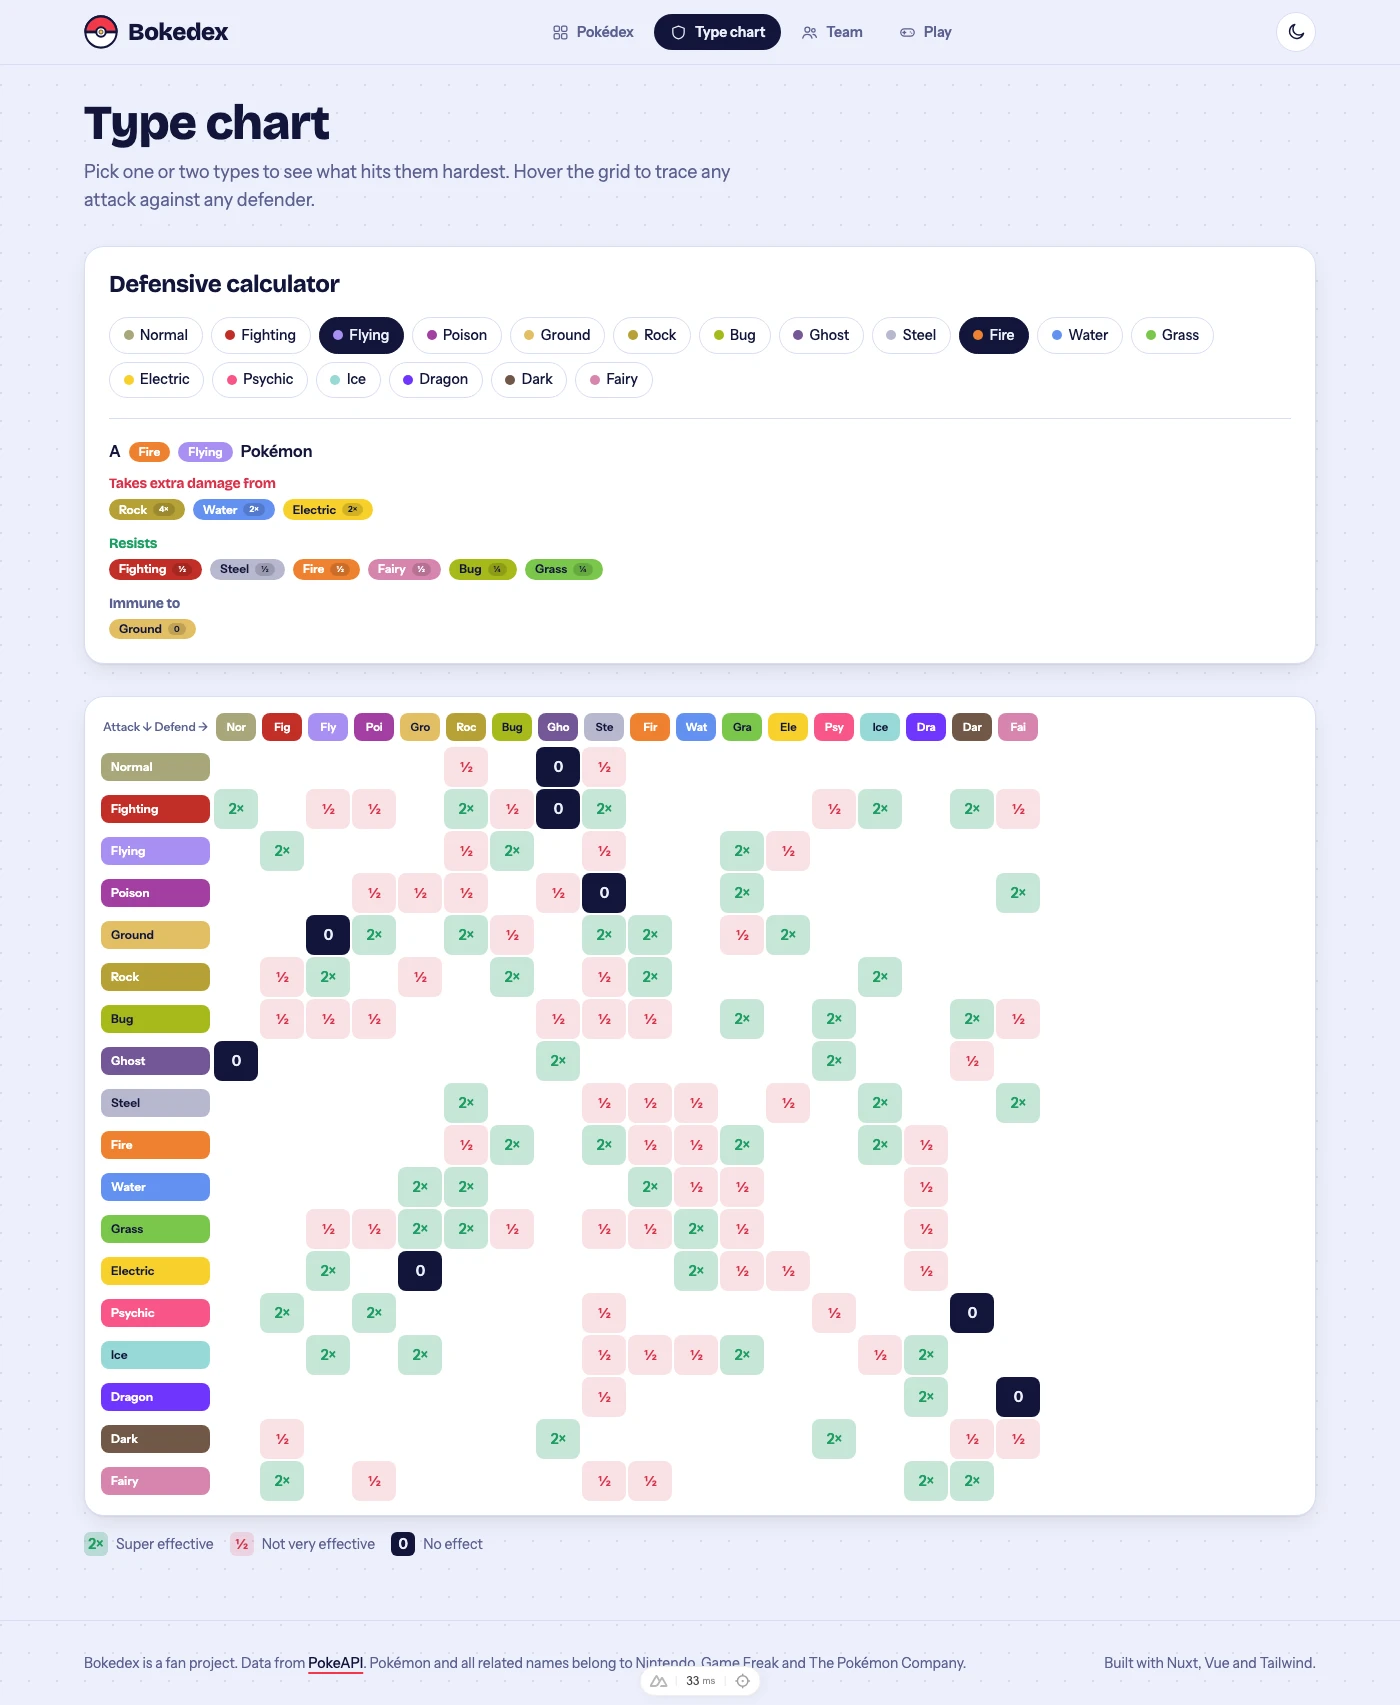 Bokedex
Pokédex
Type chart
Team
Play
Type chart
Pick one or two types to see what hits them hardest. Hover the grid to trace any
attack against any defender.
Defensive calculator
Normal Fighting Flying Poison Ground Rock Bug Ghost Steel Fire Water Grass
Electric Psychic Ice Dragon Dark Fairy
A Fire Flying Pokémon
Takes extra damage from
Rock 4× Water 2× Electric 2×
Resists
Fighting ½ Steel ½ Fire ½ Fairy ½ Bug ¼ Grass ¼
Immune to
Ground 0
Attack ↓ Defend → Nor Fig Fly Poi Gro Roc Bug Gho Ste Fir Wat Gra Ele Psy Ice Dra Dar Fai
Normal ½ 0 ½
Fighting 2× ½ ½ 2× ½ 0 2× ½ 2× 2× ½
Flying 2× ½ 2× ½ 2× ½
Poison ½ ½ ½ ½ 0 2× 2×
Ground 0 2× 2× ½ 2× 2× ½ 2×
Rock ½ 2× ½ 2× ½ 2× 2×
Bug ½ ½ ½ ½ ½ ½ 2× 2× 2× ½
Ghost 0 2× 2× ½
Steel 2× ½ ½ ½ ½ 2× 2×
Fire ½ 2× 2× ½ ½ 2× 2× ½
Water 2× 2× 2× ½ ½ ½
Grass ½ ½ 2× 2× ½ ½ ½ 2× ½ ½
Electric 2× 0 2× ½ ½ ½
Psychic 2× 2× ½ ½ 0
Ice 2× 2× ½ ½ ½ 2× ½ 2×
Dragon ½ 2× 0
Dark ½ 2× 2× ½ ½
Fairy 2× ½ ½ ½ 2× 2×
2× Super effective ½ Not very effective 0 No effect
Bokedex is a fan project. Data from PokeAPI. Pokémon and all related names belong to Nintendo, Game Freak and The Pokémon Company.
Built with Nuxt, Vue and Tailwind.
33 ms